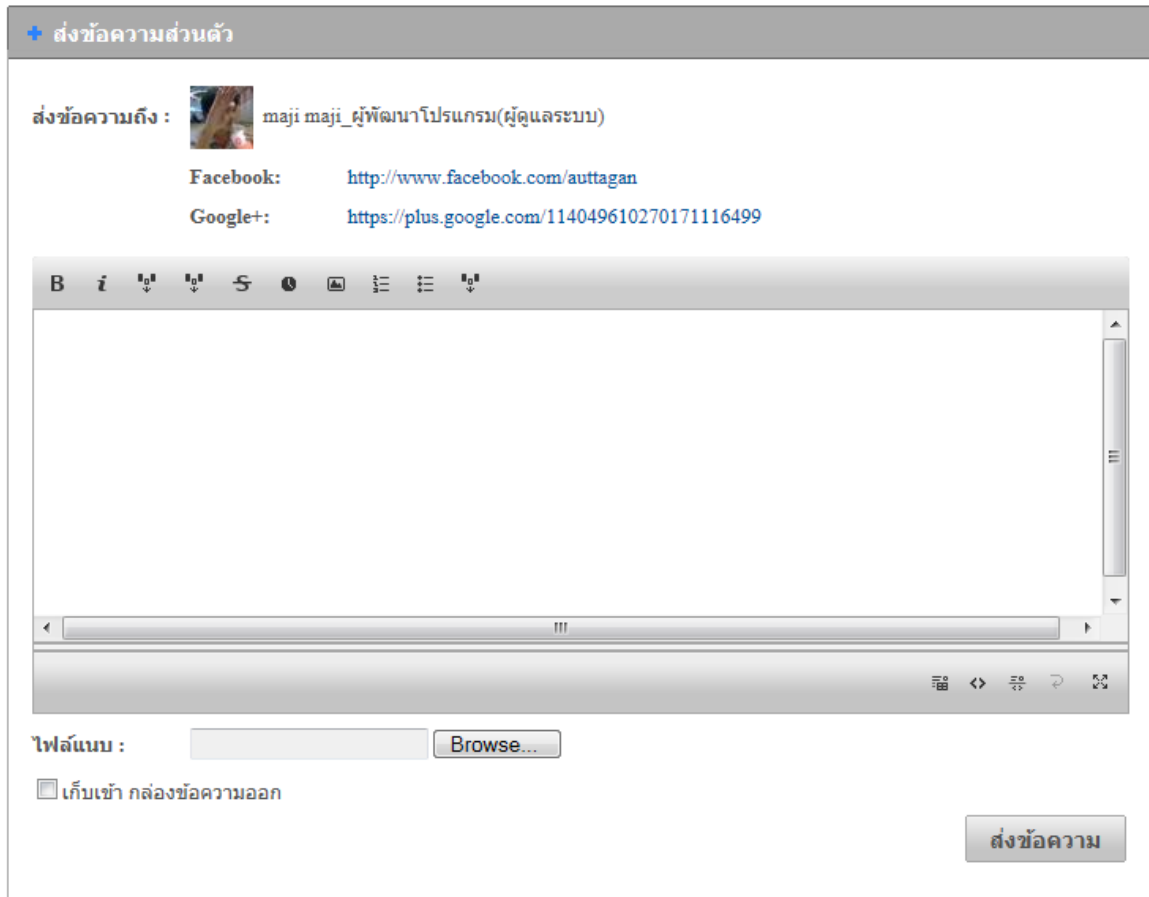 ส่งข้อความส่วนตัว
ส่งข้อความถึง : maji maji_ผู้พัฒนาโปรแกรม(ผู้ดูแลระบบ)
Facebook: http://www.facebook.com/auttagan
Google+: https://plus.google.com/114049610270171116499
B i S
ไฟล์แนบ : Browse...
เก็บเข้า กล่องข้อความออก
ส่งข้อความ